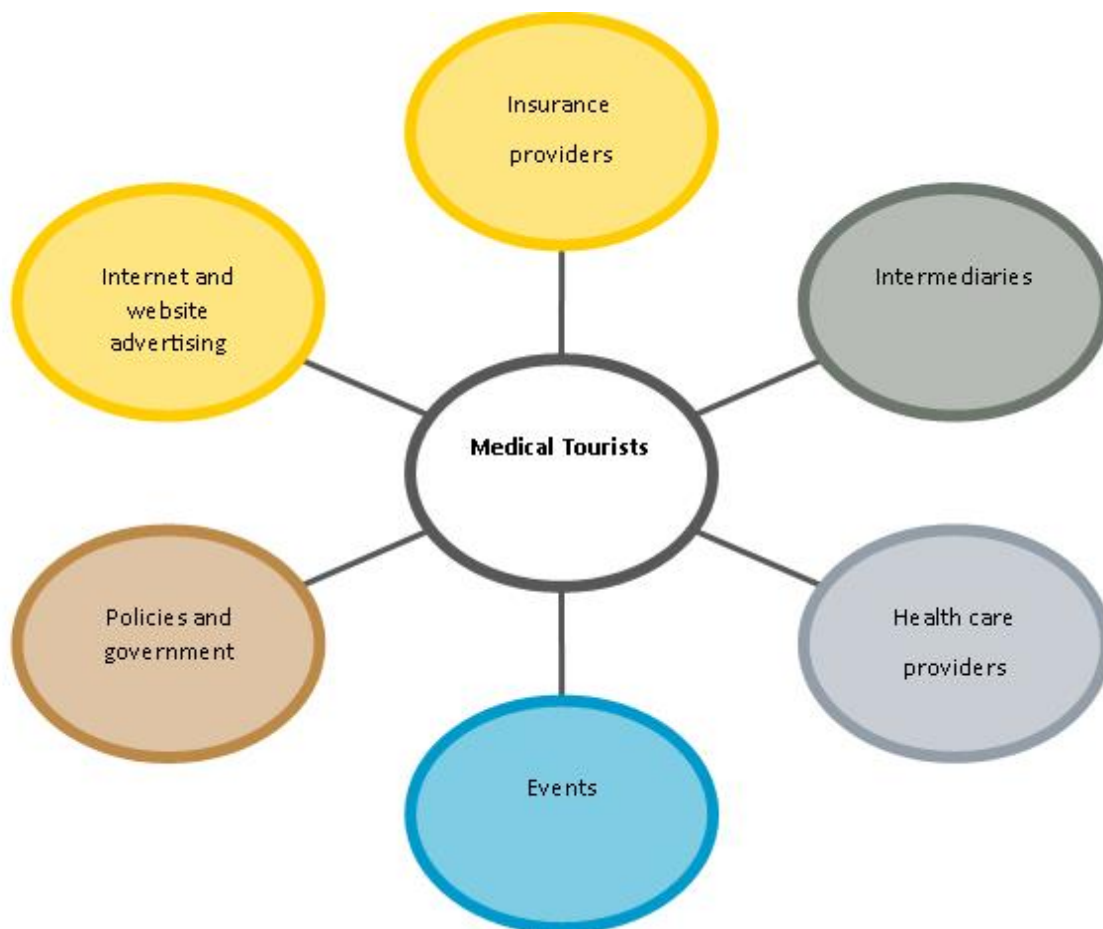 Insurance
providers
Internet and
website
advertising
Intermediaries
Medical Tourists
Policies and
government
Health care
providers
Events